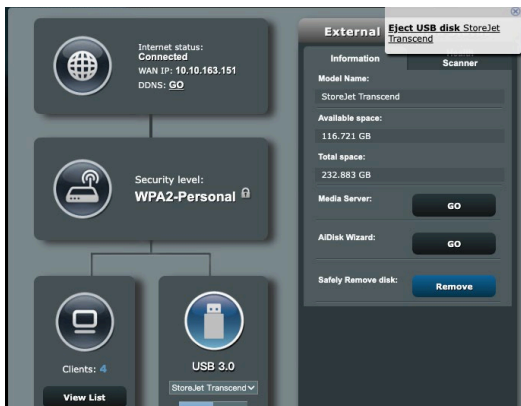 Internet status:
Connected
WAN IP: 10.10.163.151
DDNS: GO
Security level:
WPA2-Personal
Clients: 4
View List
USB 3.0
StoreJet Transcend
External
Eject USB disk StoreJet
Transcend
Information
Scanner
Model Name:
StoreJet Transcend
Available space:
116.721 GB
Total space:
232.883 GB
Media Server:
GO
AiDisk Wizard:
GO
Safely Remove disk:
Remove